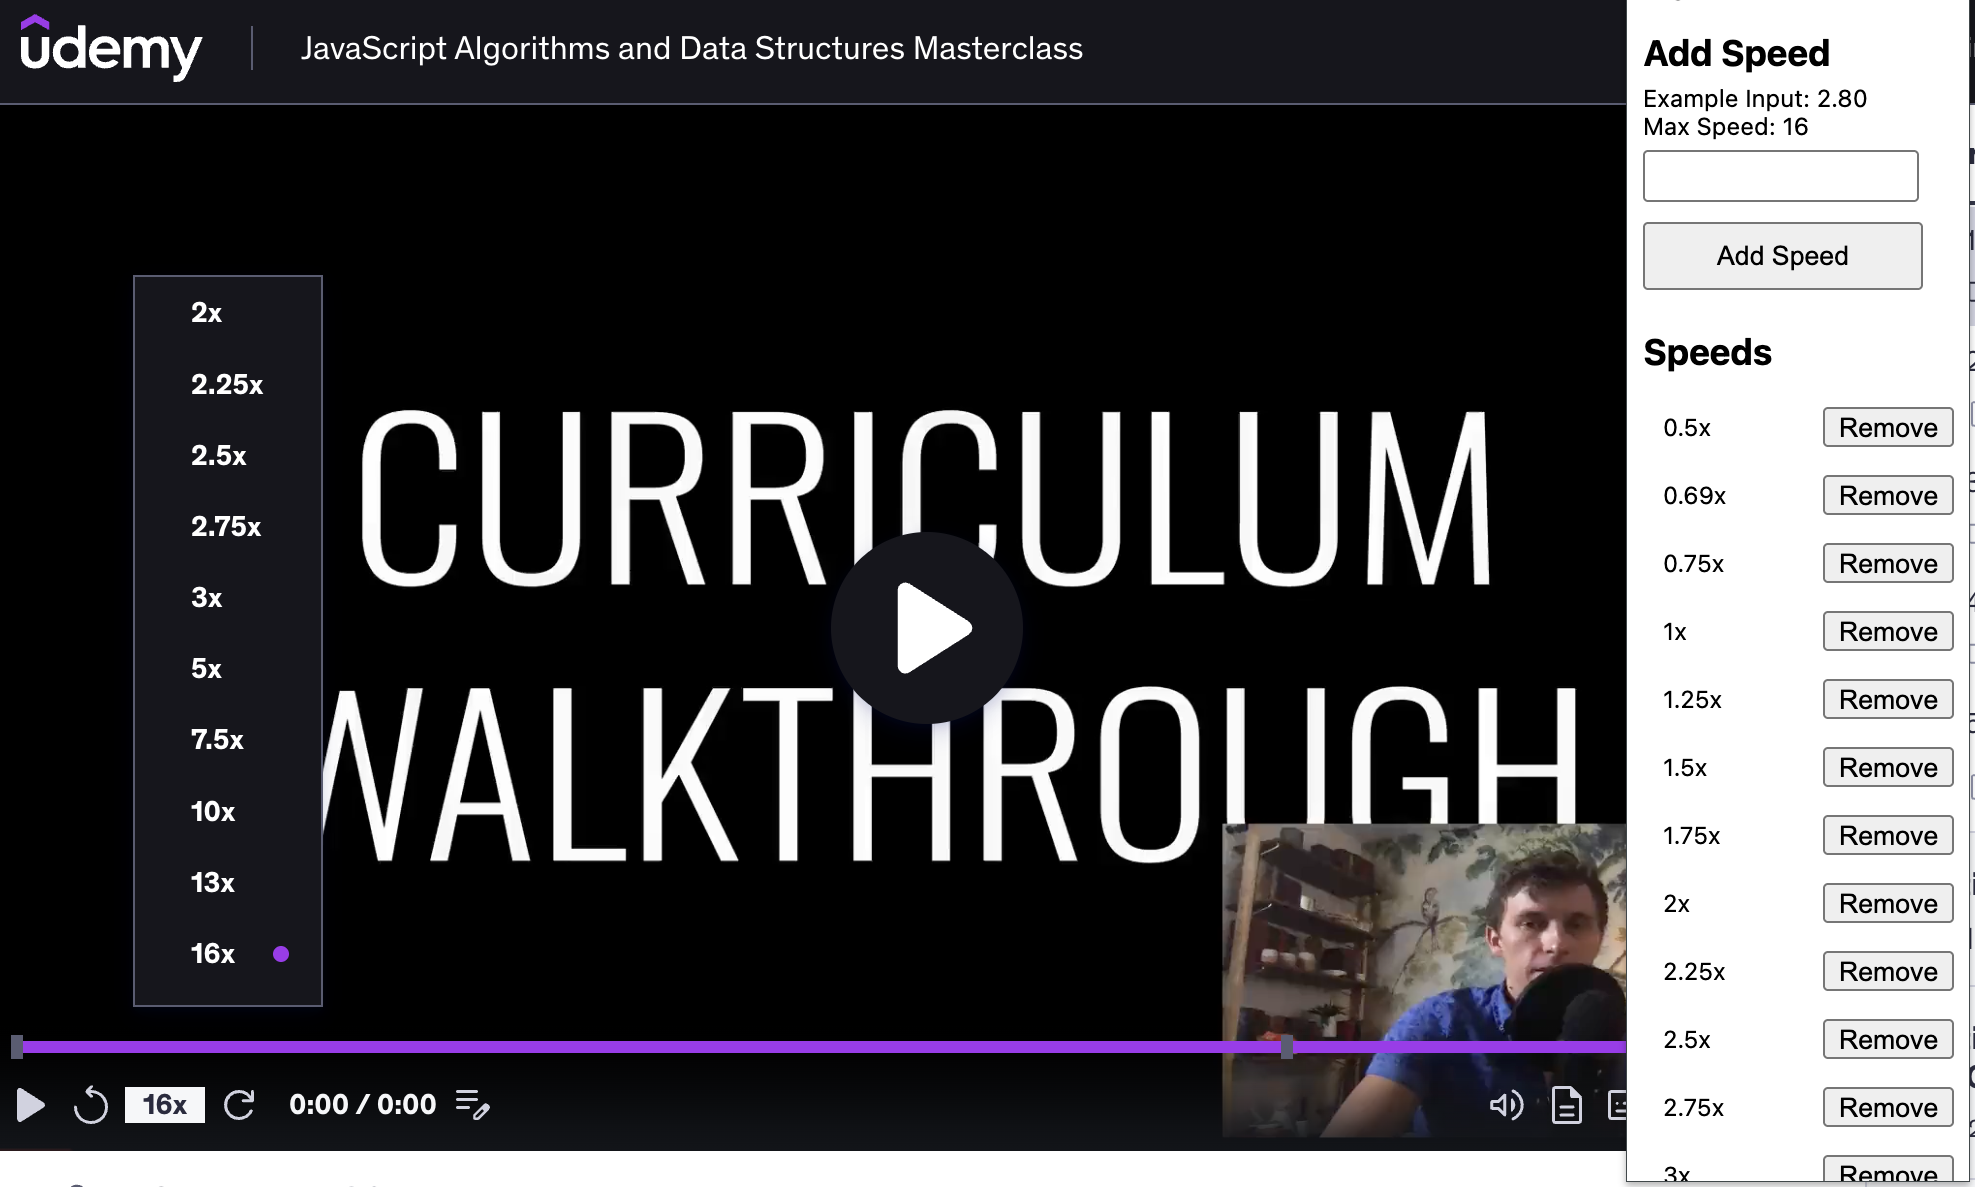 udemy
JavaScript Algorithms and Data Structures Masterclass
CURRICULUM
WALKTHROUGH
2x
2.25x
2.5x
2.75x
3x
5x
7.5x
10x
13x
16x
16x
0:00 / 0:00
Add Speed
Example Input: 2.80
Max Speed: 16
Add Speed
Speeds
0.5x Remove
0.69x Remove
0.75x Remove
1x Remove
1.25x Remove
1.5x Remove
1.75x Remove
2x Remove
2.25x Remove
2.5x Remove
2.75x Remove
3x Remove